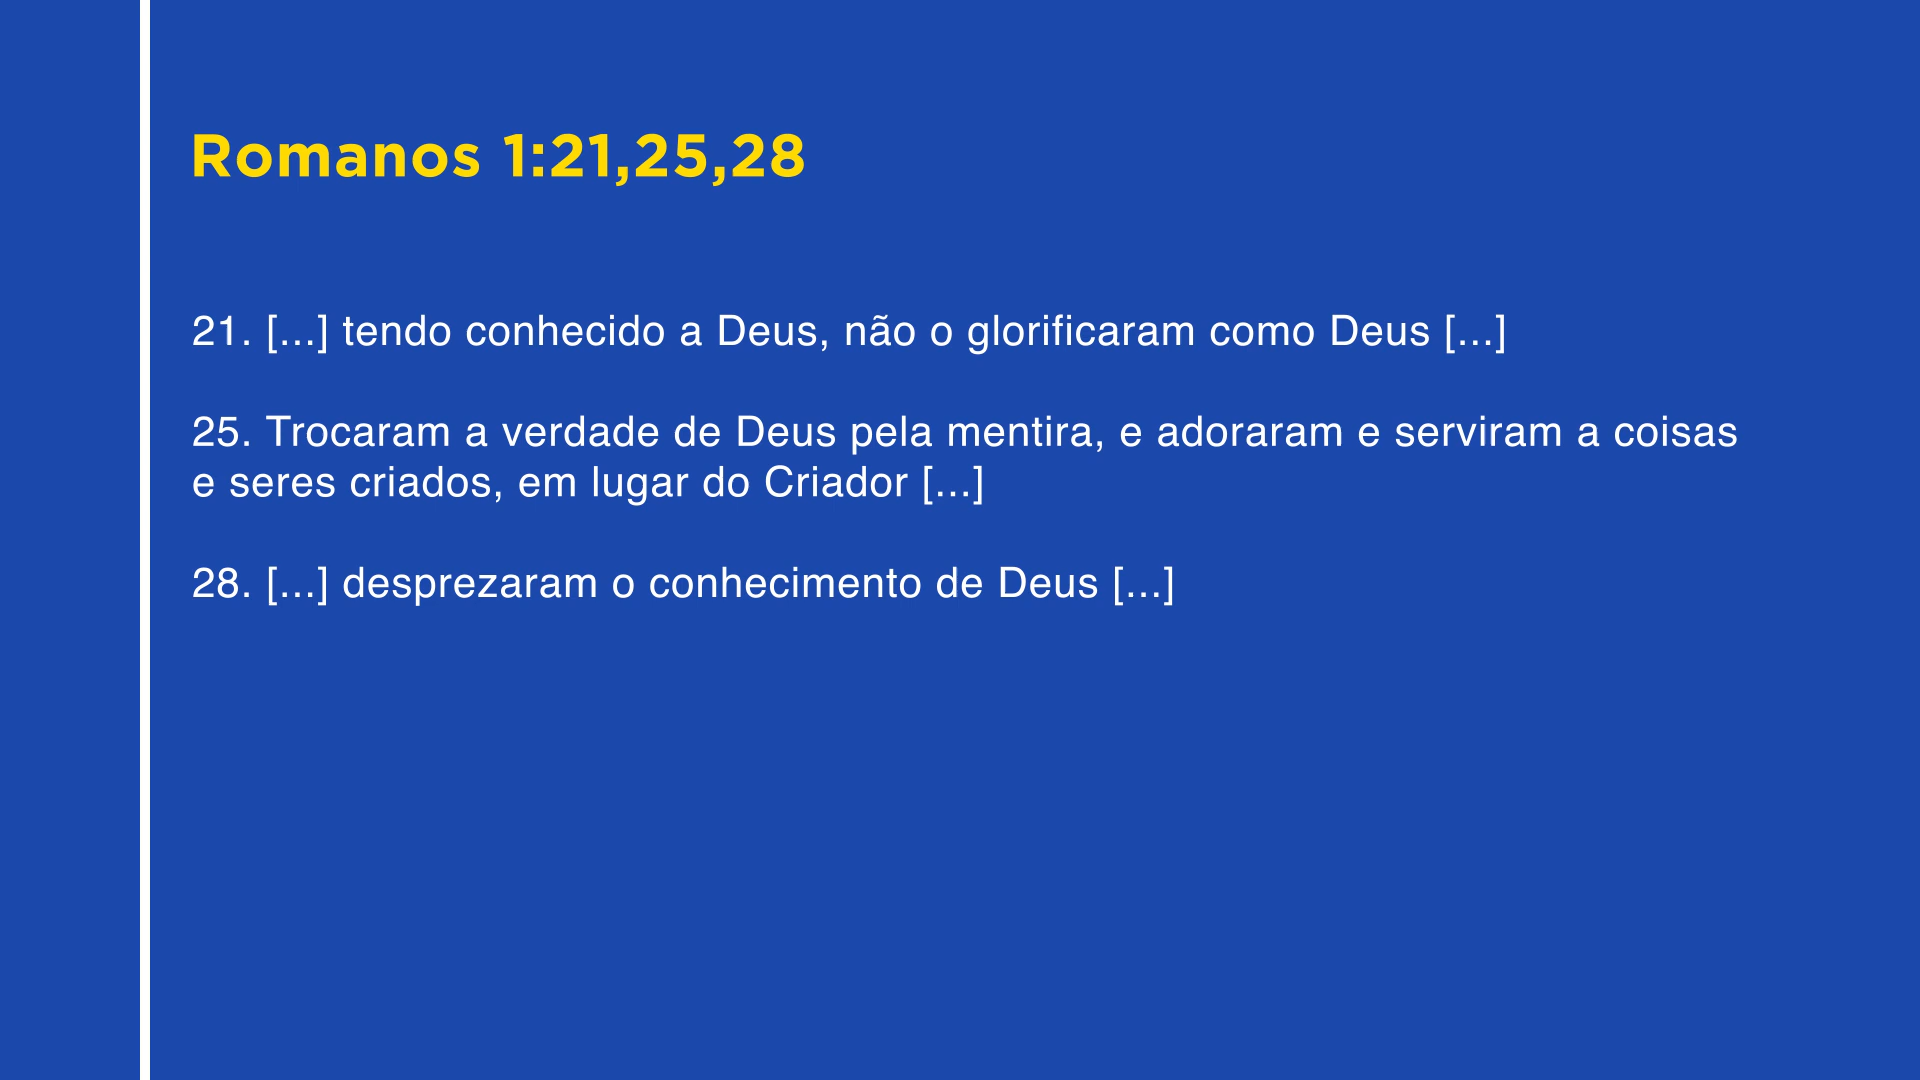 Romanos 1:21,25,28
21. [...] tendo conhecido a Deus, não o glorificaram como Deus [...]
25. Trocaram a verdade de Deus pela mentira, e adoraram e serviram a coisas
e seres criados, em lugar do Criador [...]
28. [...] desprezaram o conhecimento de Deus [...]